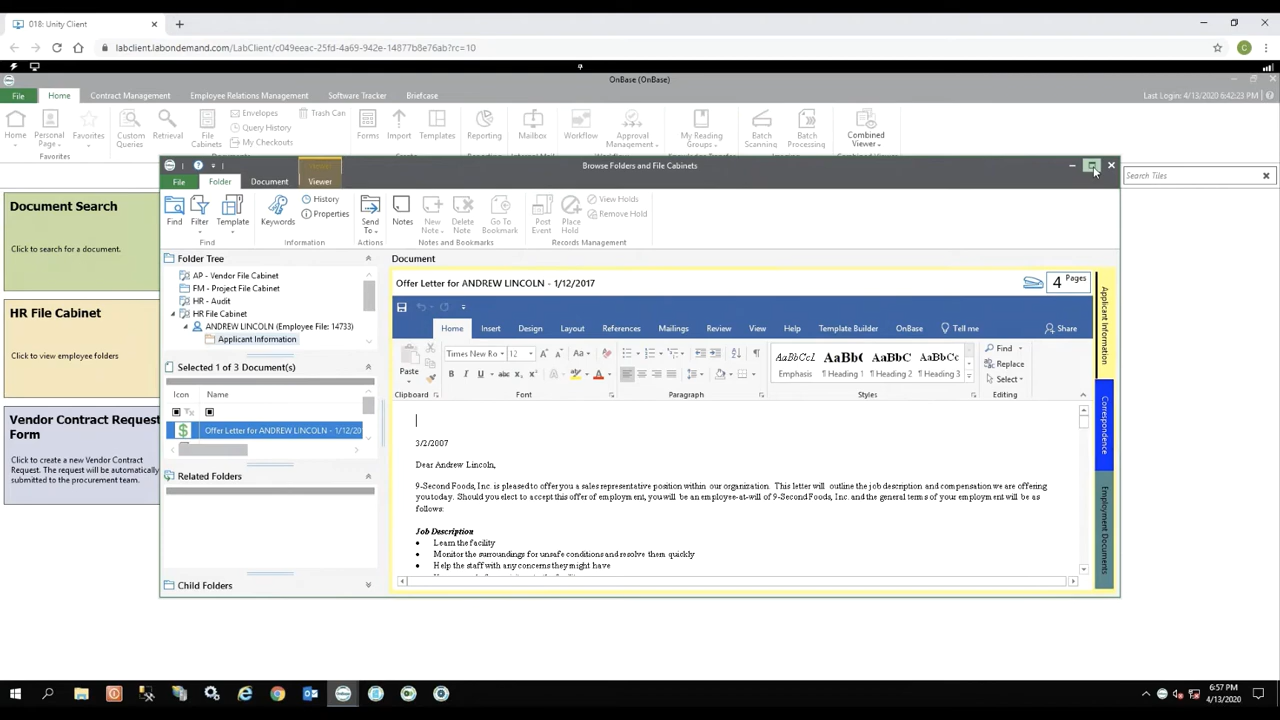 018: Unity Client
labclient.labondemand.com/LabClient/c049eeac-25fd-4a69-942e-14877b8e76ab?rc=10
OnBase (OnBase)
File Home Contract Management Employee Relations Management Software Tracker Briefcase Last Login: 4/13/2020 6:42:23 PM
Home
Personal Page
Favorites
Custom Queries
Retrieval
File Cabinets
Envelopes
Query History
My Checkouts
Trash Can
Forms
Import
Templates
Reporting
Mailbox
Workflow
Approval Management
My Reading Groups
Batch Scanning
Batch Processing
Combined Viewer
Favorites
Search Tiles
Document Search
Click to search for a document.
HR File Cabinet
Click to view employee folders
Vendor Contract Request
Form
Click to create a new Vendor Contract
Request. The request will be automatically
submitted to the procurement team.
Browse Folders and File Cabinets
File Folder Document Viewer
Find
Filter
Template
Keywords
History
Properties
Send To
Notes
New Note
Delete Note
Go To Bookmark
Post Event
Place Hold
View Holds
Remove Hold
Find Information Actions Notes and Bookmarks Records Management
Folder Tree
AP - Vendor File Cabinet
FM - Project File Cabinet
HR - Audit
HR File Cabinet
ANDREW LINCOLN (Employee File: 14733)
Applicant Information
Selected 1 of 3 Document(s)
Icon Name
Offer Letter for ANDREW LINCOLN - 1/12/20
Related Folders
Child Folders
Document
Offer Letter for ANDREW LINCOLN - 1/12/2017
4 Pages
Home Insert Design Layout References Mailings Review View Help Template Builder OnBase Tell me Share
Paste
Times New Ro 12
AaBbCcI AaBb( AaBbC AaBbC
Emphasis ¶ Heading 1 ¶ Heading 2 ¶ Heading 3
Find
Replace
Select
Clipboard Font Paragraph Styles Editing
3/2/2007
Dear Andrew Lincoln,
9-Second Foods, Inc. is pleased to offer you a sales representative position within our organization. This letter will outline the job description and compensation we are offering
you today. Should you elect to accept this offer of employment, you will be an employee-at-will of 9-Second Foods, Inc. and the general terms of your employment will be as
follows:
Job Description
• Learn the facility
• Monitor the surroundings for unsafe conditions and resolve them quickly
• Help the staff with any concerns they might have
Applicant Information
Correspondence
Employment Documents
6:57 PM
4/13/2020